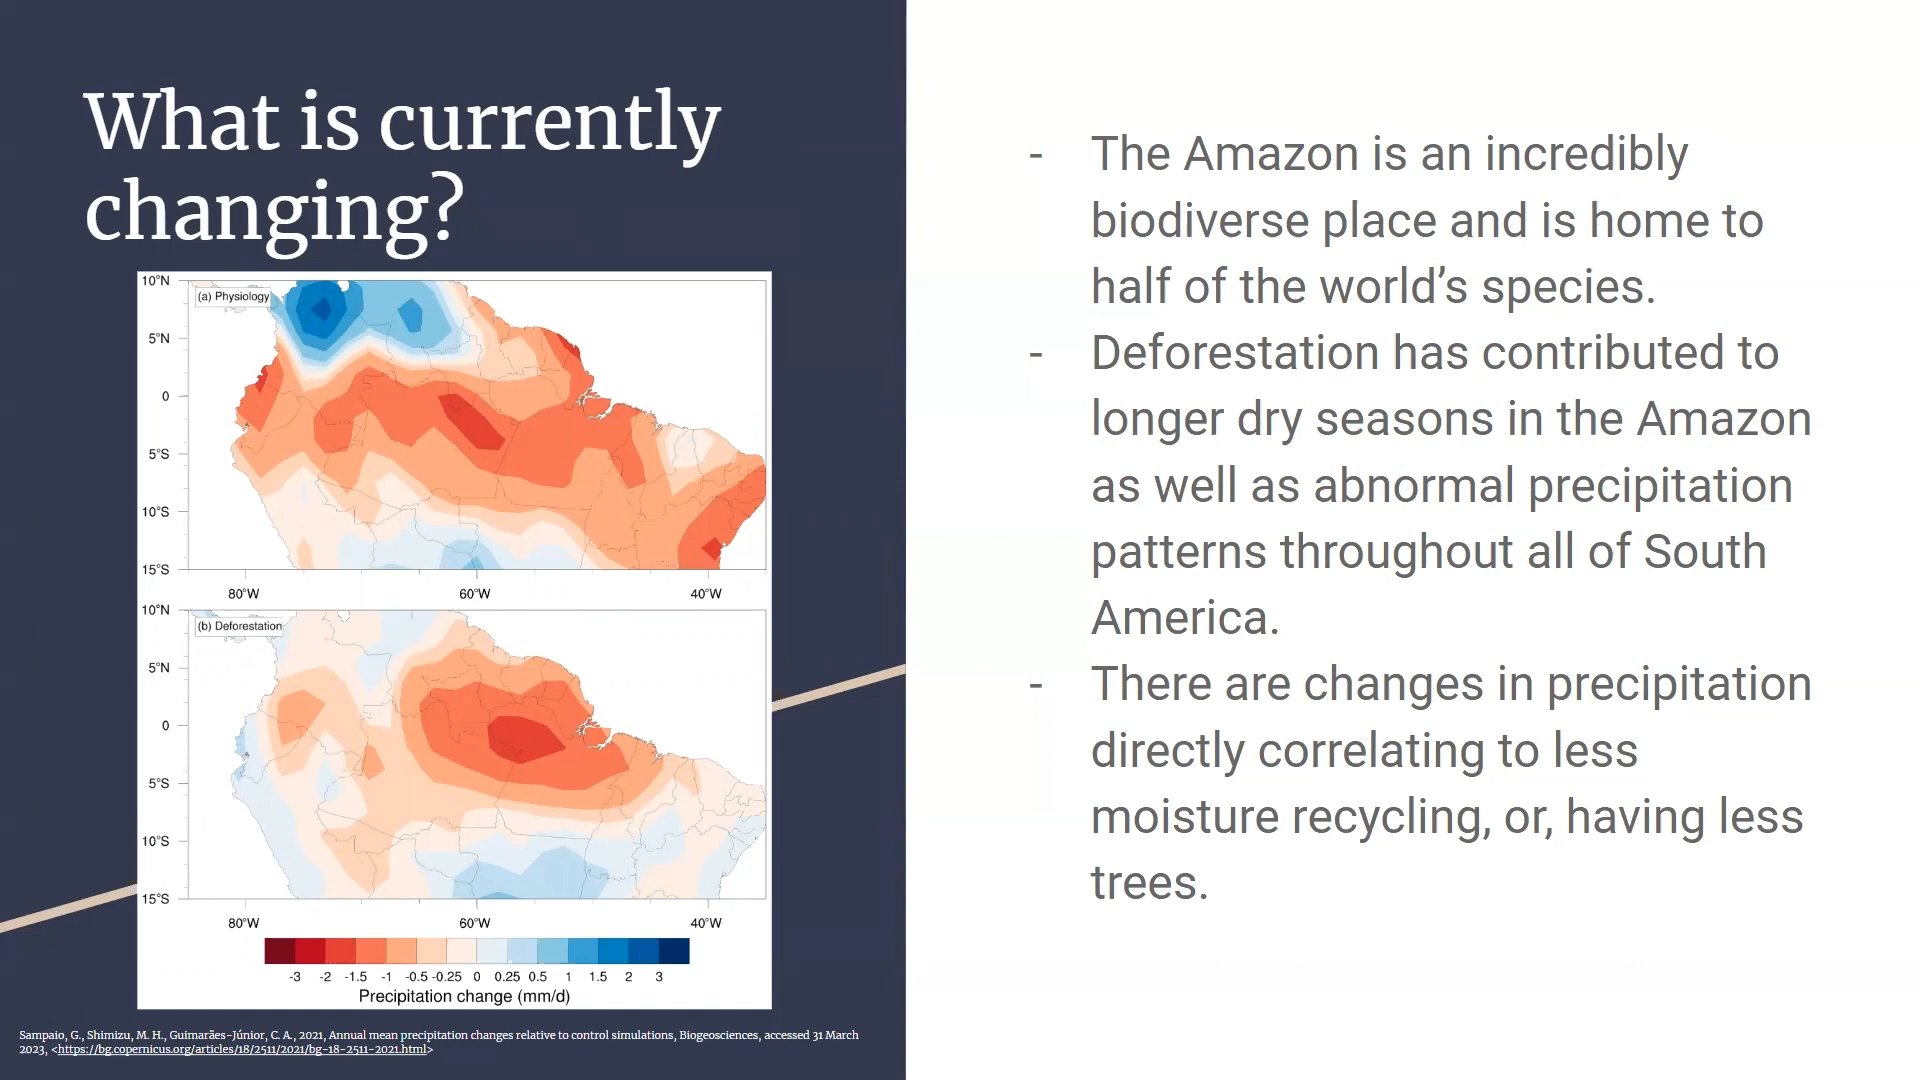 What is currently
changing?
10°N
(a) Physiology
5°N
0
5°S
10°S
15°S
80°W 60°W 40°W
10°N
(b) Deforestation
5°N
0
5°S
10°S
15°S
80°W 60°W 40°W
-3 -2 -1.5 -1 -0.5 -0.25 0 0.25 0.5 1 1.5 2 3
Precipitation change (mm/d)
Sampaio, G., Shimizu, M. H., Guimarães-Júnior, C. A., 2021, Annual mean precipitation changes relative to control simulations, Biogeosciences, accessed 31 March
2023, <https://bg.copernicus.org/articles/18/2511/2021/bg-18-2511-2021.html>
- The Amazon is an incredibly
biodiverse place and is home to
half of the world’s species.
- Deforestation has contributed to
longer dry seasons in the Amazon
as well as abnormal precipitation
patterns throughout all of South
America.
- There are changes in precipitation
directly correlating to less
moisture recycling, or, having less
trees.